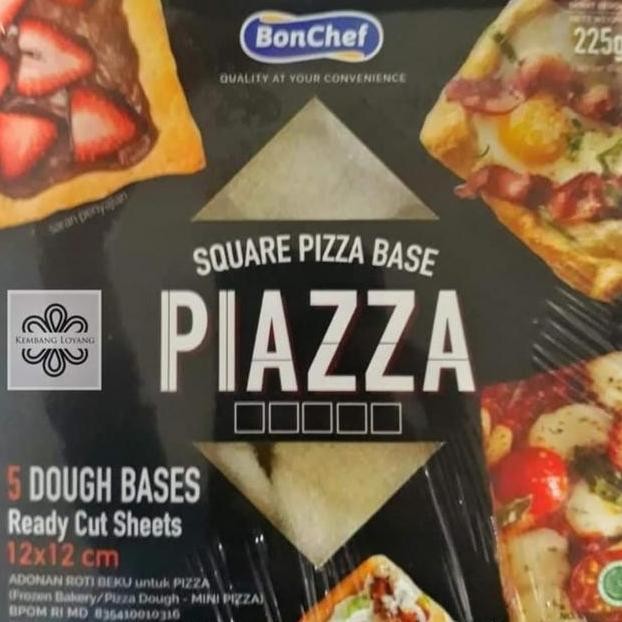 BonChef
QUALITY AT YOUR CONVENIENCE
225g
saran penyajian
SQUARE PIZZA BASE
PIAZZA
KEMBANG LOYANG
5 DOUGH BASES
Ready Cut Sheets
12x12 cm
ADONAN ROTI BEKU untuk PIZZA
(Frozen Bakery/Pizza Dough - MINI PIZZA)
BPOM RI MD 836410010316